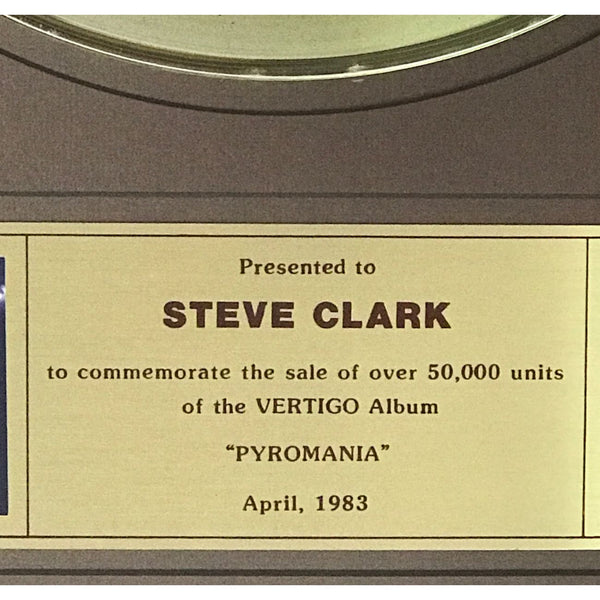 Presented to
STEVE CLARK
to commemorate the sale of over 50,000 units
of the VERTIGO Album
“PYROMANIA”
April, 1983